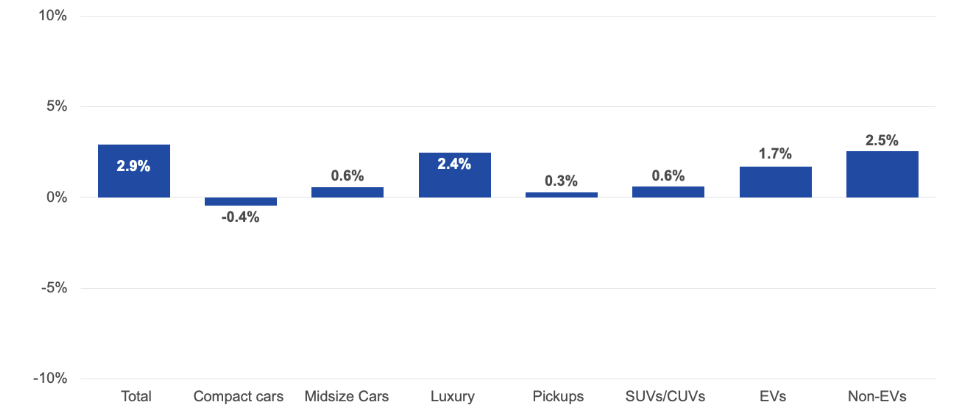 10%
5%
0%
-5%
-10%
2.9%
-0.4%
0.6%
2.4%
0.3%
0.6%
1.7%
2.5%
Total
Compact cars
Midsize Cars
Luxury
Pickups
SUVs/CUVs
EVs
Non-EVs